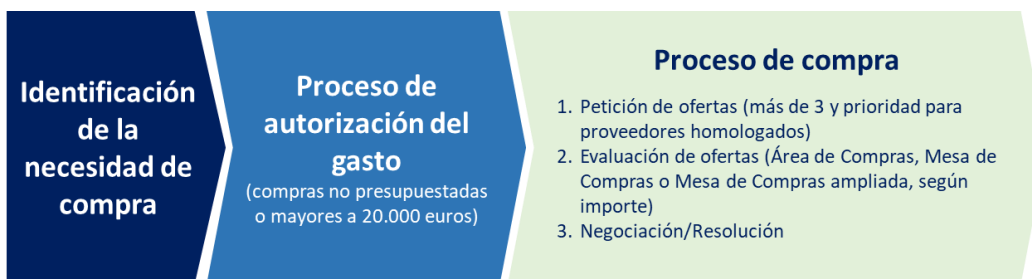 Identificación
de la
necesidad de
compra
Proceso de
autorización del
gasto
(compras no presupuestadas
o mayores a 20.000 euros)
Proceso de compra
1. Petición de ofertas (más de 3 y prioridad para
proveedores homologados)
2. Evaluación de ofertas (Área de Compras, Mesa de
Compras o Mesa de Compras ampliada, según
importe)
3. Negociación/Resolución